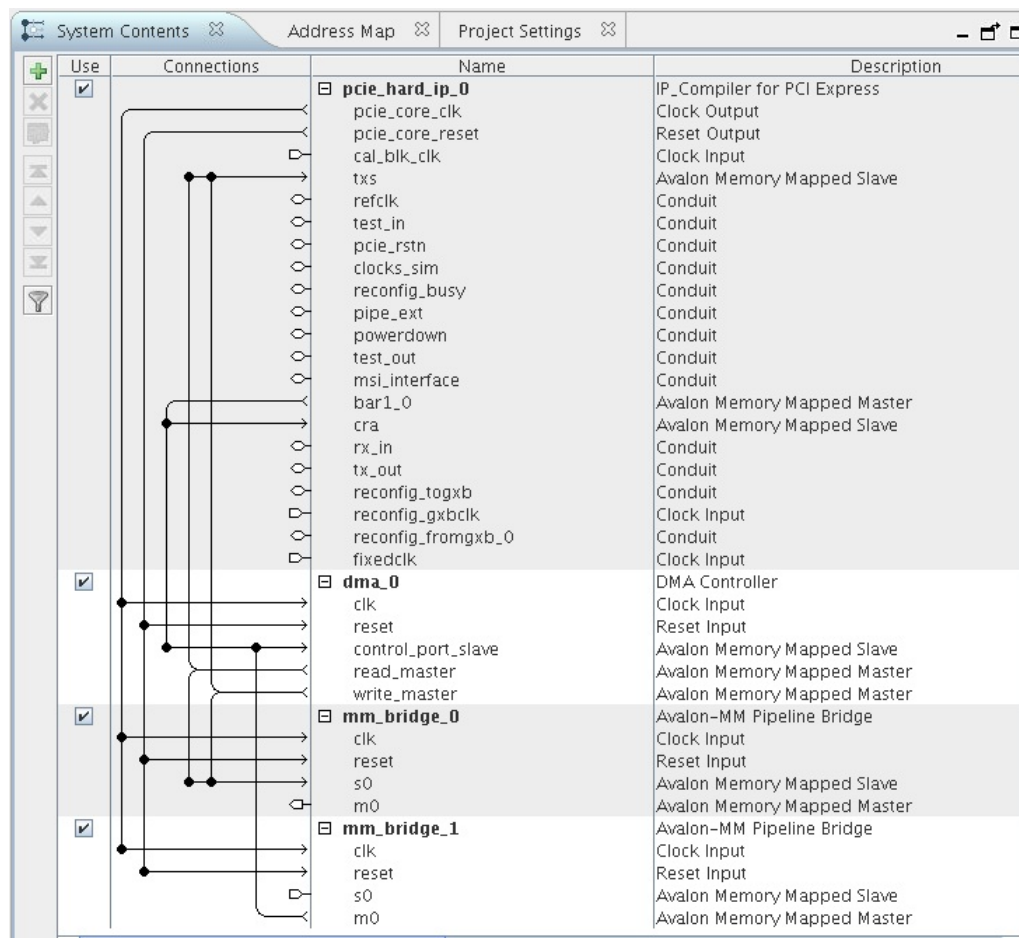 System Contents Address Map Project Settings
Use Connections Name Description
pcie_hard_ip_0 IP_Compiler for PCI Express
pcie_core_clk Clock Output
pcie_core_reset Reset Output
cal_blk_clk Clock Input
txs Avalon Memory Mapped Slave
refclk Conduit
test_in Conduit
pcie_rstn Conduit
clocks_sim Conduit
reconfig_busy Conduit
pipe_ext Conduit
powerdown Conduit
test_out Conduit
msi_interface Conduit
bar1_0 Avalon Memory Mapped Master
cra Avalon Memory Mapped Slave
rx_in Conduit
tx_out Conduit
reconfig_togxb Conduit
reconfig_gxbclk Clock Input
reconfig_fromgxb_0 Conduit
fixedclk Clock Input
dma_0 DMA Controller
clk Clock Input
reset Reset Input
control_port_slave Avalon Memory Mapped Slave
read_master Avalon Memory Mapped Master
write_master Avalon Memory Mapped Master
mm_bridge_0 Avalon-MM Pipeline Bridge
clk Clock Input
reset Reset Input
s0 Avalon Memory Mapped Slave
m0 Avalon Memory Mapped Master
mm_bridge_1 Avalon-MM Pipeline Bridge
clk Clock Input
reset Reset Input
s0 Avalon Memory Mapped Slave
m0 Avalon Memory Mapped Master